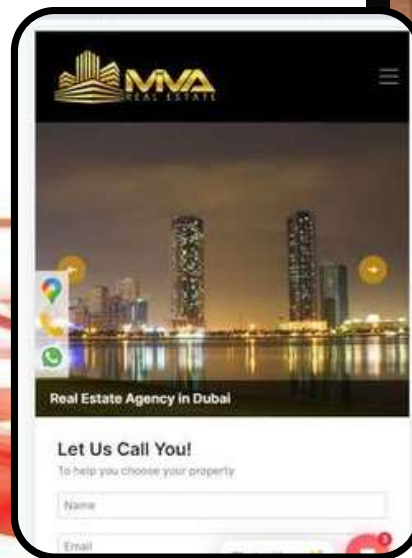 MVA
REAL ESTATE
Real Estate Agency in Dubai
Let Us Call You!
To help you choose your property
Name
Email
3